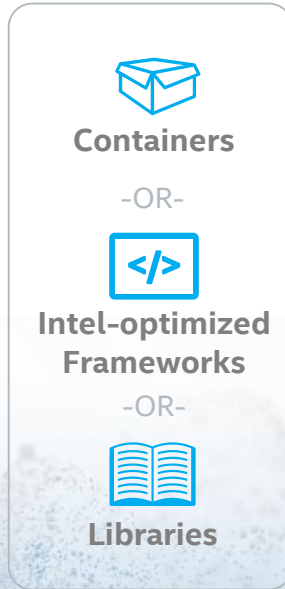 Containers
-OR-
</>
Intel-optimized
Frameworks
-OR-
Libraries